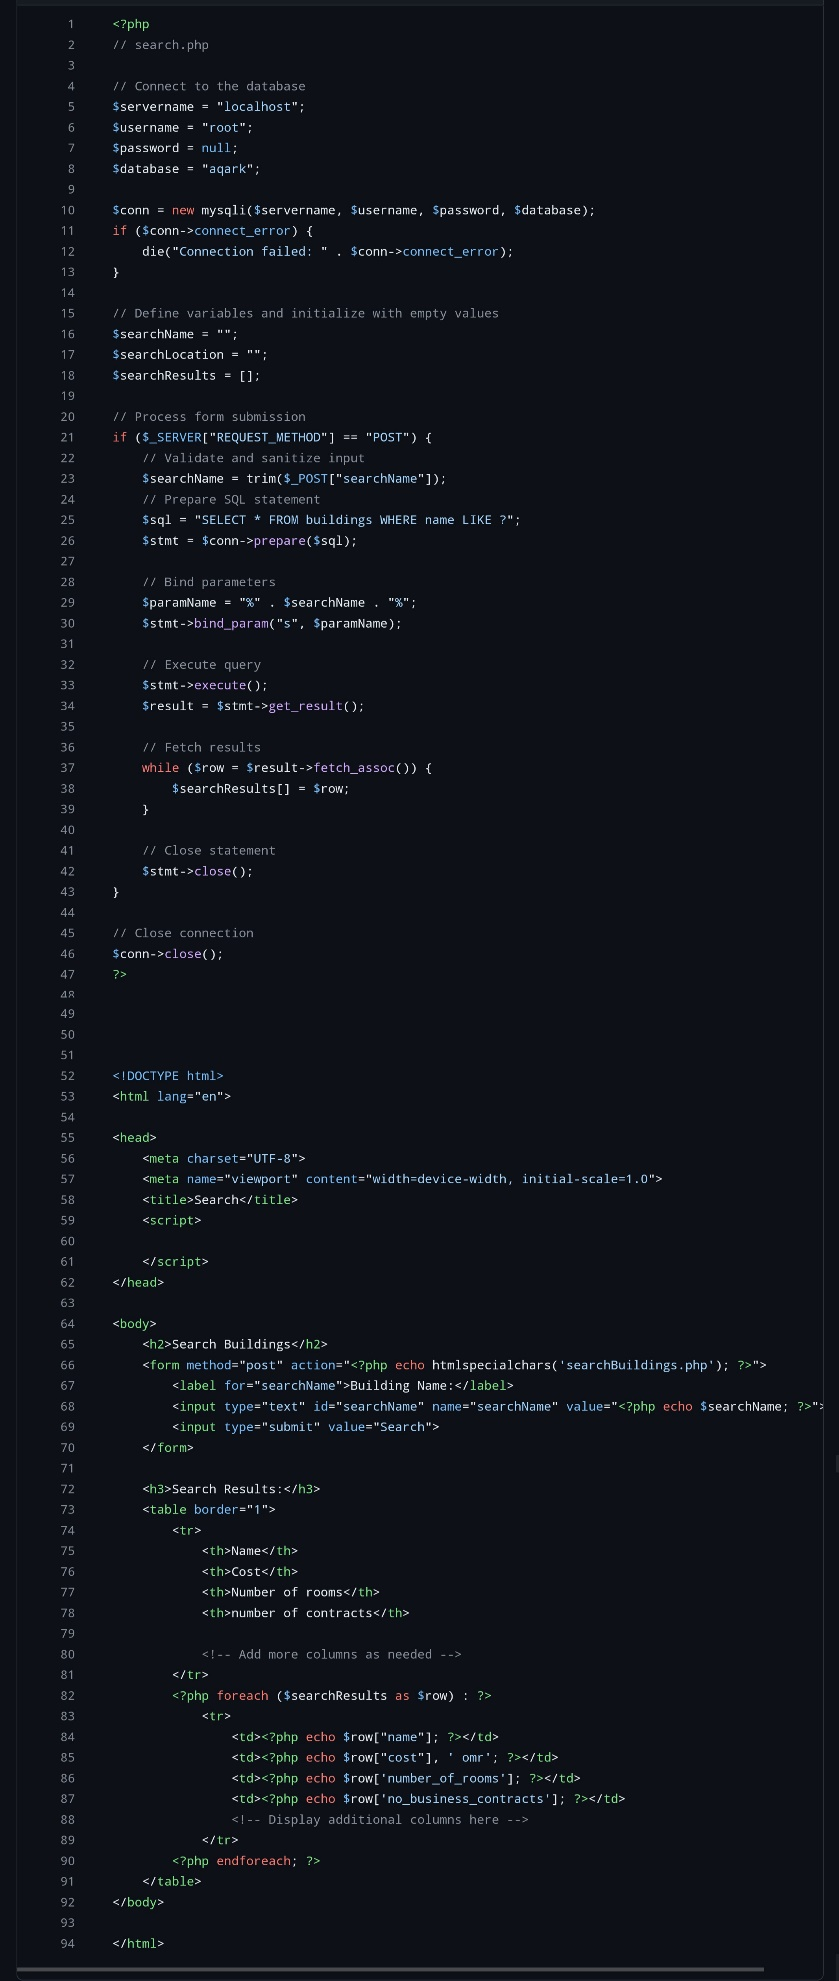 1 <?php
2 // search.php
3
4 // Connect to the database
5 $servername = "localhost";
6 $username = "root";
7 $password = null;
8 $database = "aqark";
9
10 $conn = new mysqli($servername, $username, $password, $database);
11 if ($conn->connect_error) {
12     die("Connection failed: " . $conn->connect_error);
13 }
14
15 // Define variables and initialize with empty values
16 $searchName = "";
17 $searchLocation = "";
18 $searchResults = [];
19
20 // Process form submission
21 if ($_SERVER["REQUEST_METHOD"] == "POST") {
22     // Validate and sanitize input
23     $searchName = trim($_POST["searchName"]);
24     // Prepare SQL statement
25     $sql = "SELECT * FROM buildings WHERE name LIKE ?";
26     $stmt = $conn->prepare($sql);
27
28     // Bind parameters
29     $paramName = "%" . $searchName . "%";
30     $stmt->bind_param("s", $paramName);
31
32     // Execute query
33     $stmt->execute();
34     $result = $stmt->get_result();
35
36     // Fetch results
37     while ($row = $result->fetch_assoc()) {
38         $searchResults[] = $row;
39     }
40
41     // Close statement
42     $stmt->close();
43 }
44
45 // Close connection
46 $conn->close();
47 ?>
48
49
50
51
52 <!DOCTYPE html>
53 <html lang="en">
54
55 <head>
56     <meta charset="UTF-8">
57     <meta name="viewport" content="width=device-width, initial-scale=1.0">
58     <title>Search</title>
59     <script>
60
61     </script>
62 </head>
63
64 <body>
65     <h2>Search Buildings</h2>
66     <form method="post" action="<?php echo htmlspecialchars('searchBuildings.php'); ?>">
67         <label for="searchName">Building Name:</label>
68         <input type="text" id="searchName" name="searchName" value="<?php echo $searchName; ?>">
69         <input type="submit" value="Search">
70     </form>
71
72     <h3>Search Results:</h3>
73     <table border="1">
74         <tr>
75             <th>Name</th>
76             <th>Cost</th>
77             <th>Number of rooms</th>
78             <th>number of contracts</th>
79
80             <!-- Add more columns as needed -->
81         </tr>
82         <?php foreach ($searchResults as $row) : ?>
83             <tr>
84                 <td><?php echo $row["name"]; ?></td>
85                 <td><?php echo $row["cost"], ' omr'; ?></td>
86                 <td><?php echo $row['number_of_rooms']; ?></td>
87                 <td><?php echo $row['no_business_contracts']; ?></td>
88                 <!-- Display additional columns here -->
89             </tr>
90         <?php endforeach; ?>
91     </table>
92 </body>
93
94 </html>